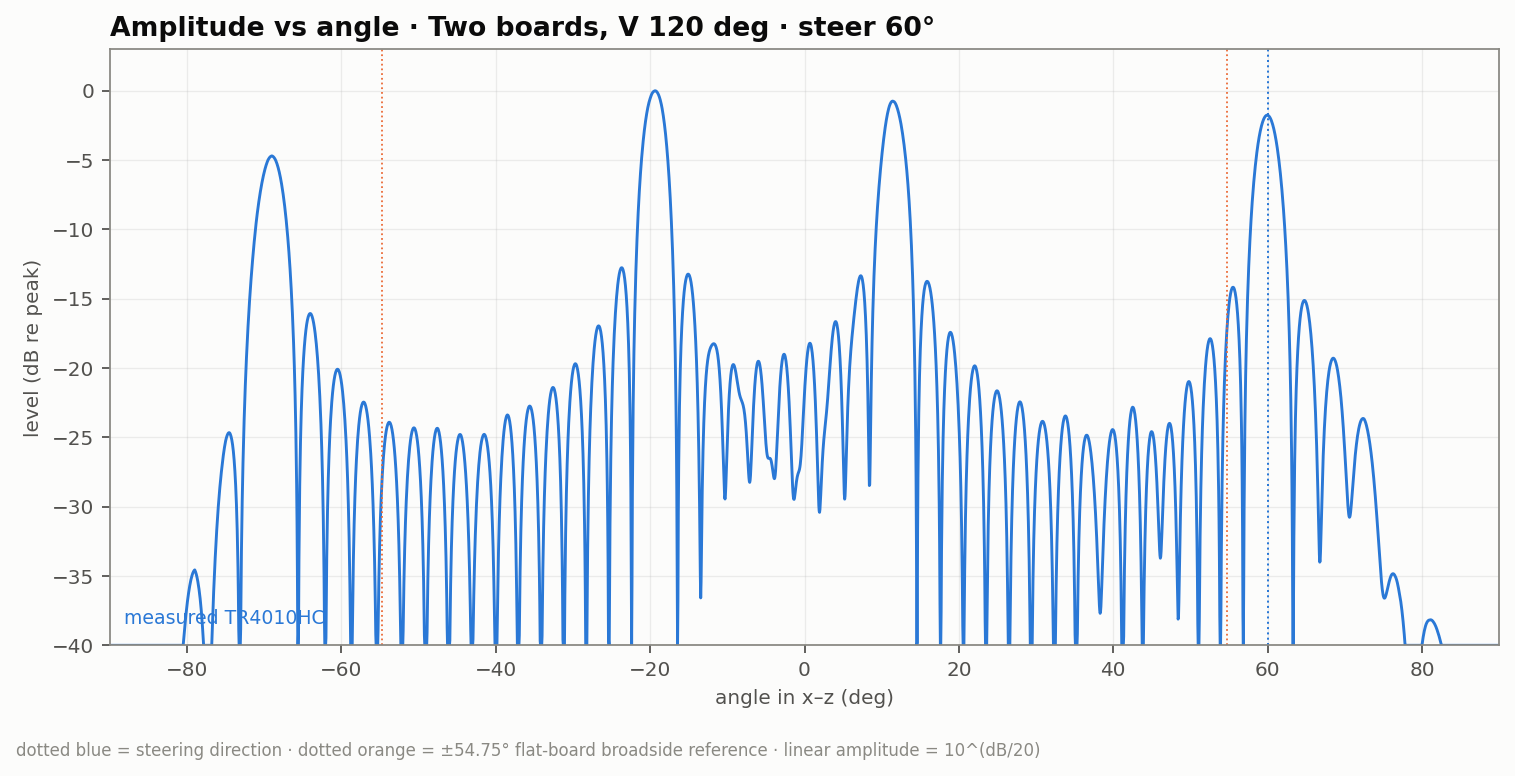 Amplitude vs angle · Two boards, V 120 deg · steer 60°
level (dB re peak)
0
−5
−10
−15
−20
−25
−30
−35
−40
measured TR4010HC
−80 −60 −40 −20 0 20 40 60 80
angle in x–z (deg)
dotted blue = steering direction · dotted orange = ±54.75° flat-board broadside reference · linear amplitude = 10^(dB/20)